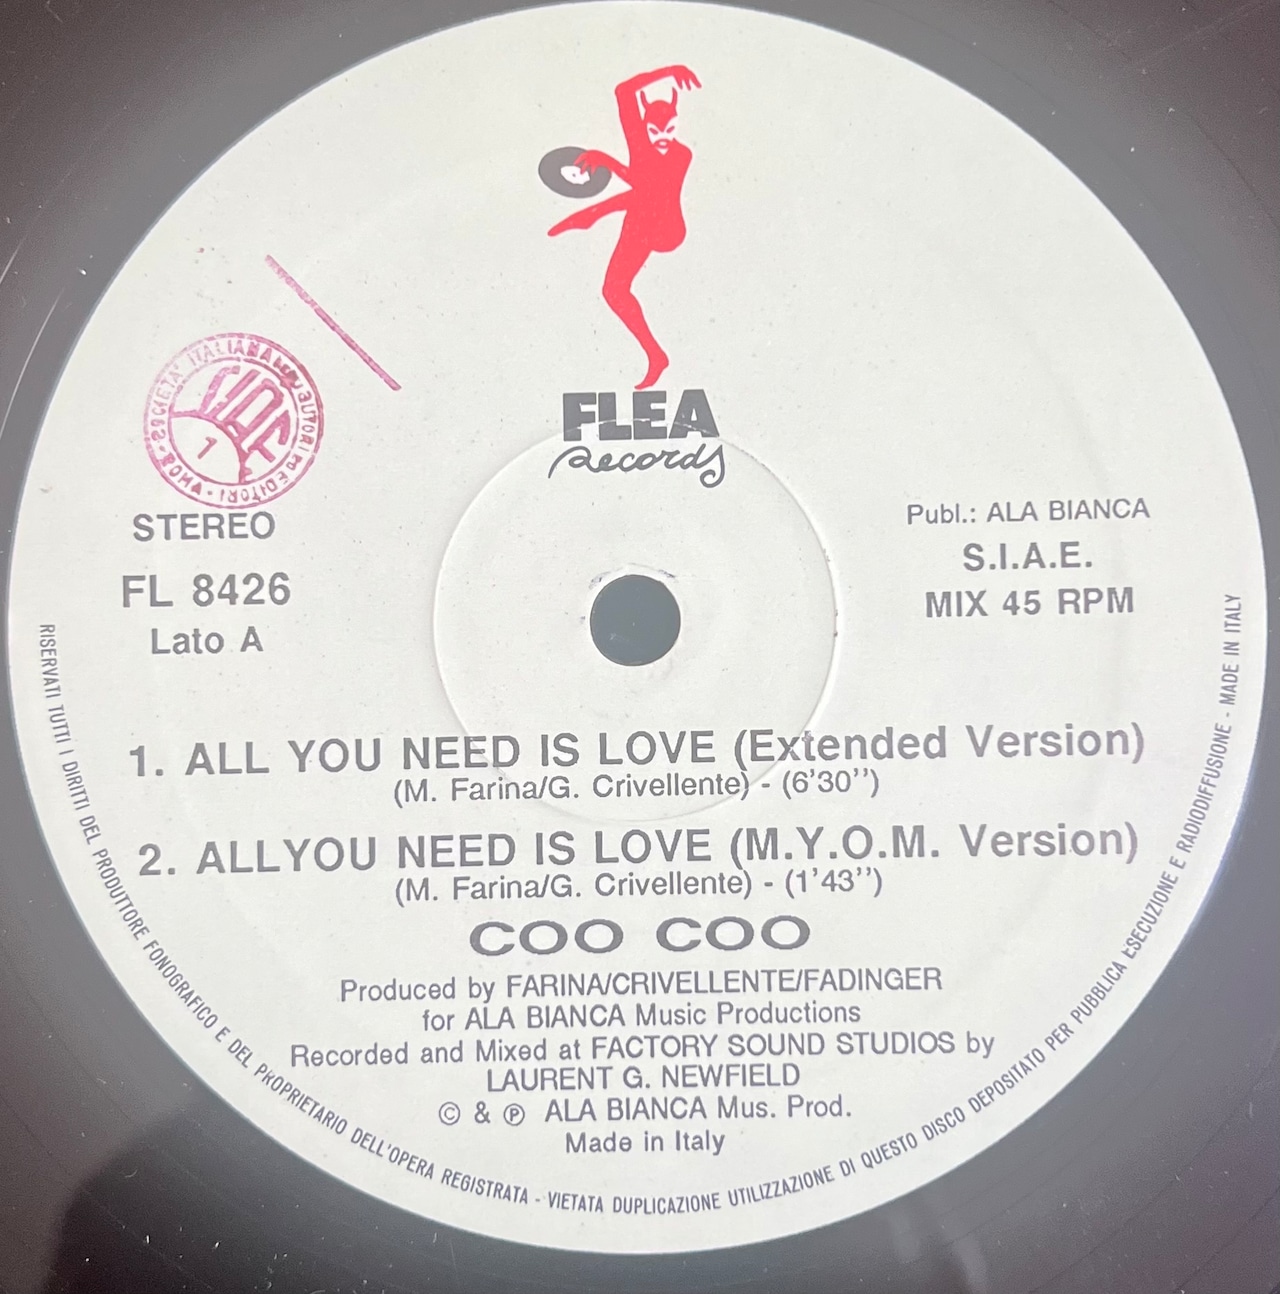 FLEA
Records
SOCIETA' ITALIANA AUTORI ED EDITORI - ROMA -
SIAE
1
STEREO
FL 8426
Lato A
Publ.: ALA BIANCA
S.I.A.E.
MIX 45 RPM
1. ALL YOU NEED IS LOVE (Extended Version)
(M. Farina/G. Crivellente) - (6'30'')
2. ALLYOU NEED IS LOVE (M.Y.O.M. Version)
(M. Farina/G. Crivellente) - (1'43'')
COO COO
Produced by FARINA/CRIVELLENTE/FADINGER
for ALA BIANCA Music Productions
Recorded and Mixed at FACTORY SOUND STUDIOS by
LAURENT G. NEWFIELD
© & ℗ ALA BIANCA Mus. Prod.
Made in Italy
RISERVATI TUTTI I DIRITTI DEL PRODUTTORE FONOGRAFICO E DEL PROPRIETARIO DELL'OPERA REGISTRATA - VIETATA DUPLICAZIONE UTILIZZAZIONE DI QUESTO DISCO DEPOSITATO PER PUBBLICA ESECUZIONE E RADIODIFFUSIONE - MADE IN ITALY